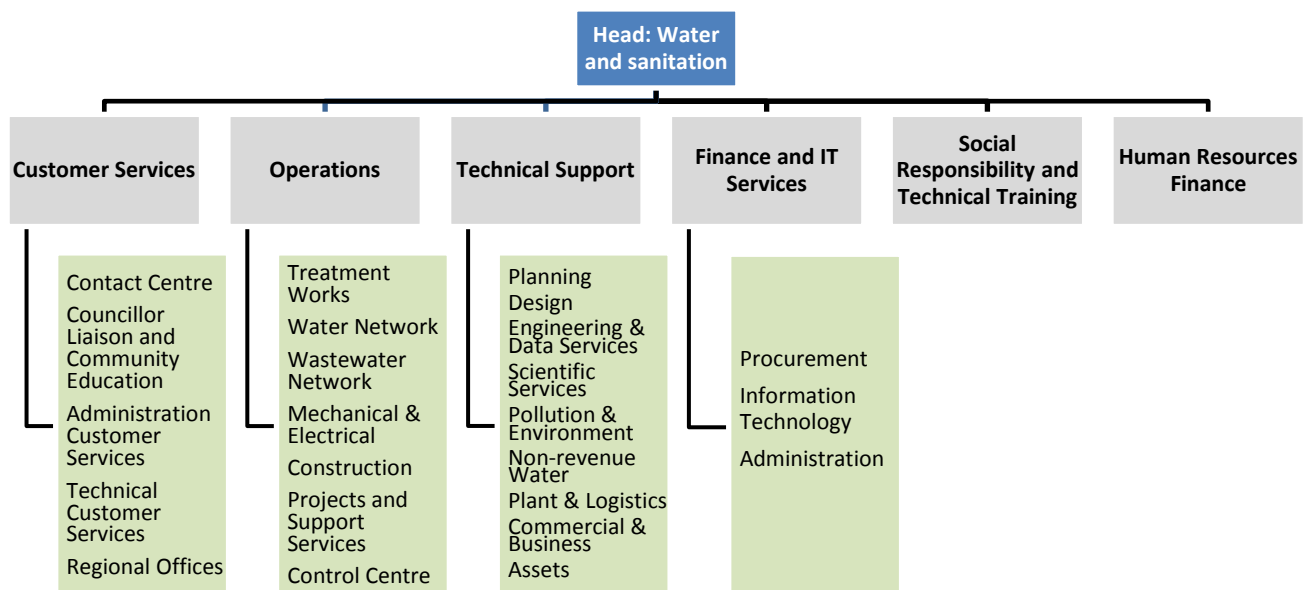 Head: Water
and sanitation
Customer Services
Operations
Technical Support
Finance and IT
Services
Social
Responsibility and
Technical Training
Human Resources
Finance
Contact Centre
Councillor
Liaison and
Community
Education
Administration
Customer
Services
Technical
Customer
Services
Regional Offices
Treatment
Works
Water Network
Wastewater
Network
Mechanical &
Electrical
Construction
Projects and
Support
Services
Control Centre
Planning
Design
Engineering &
Data Services
Scientific
Services
Pollution &
Environment
Non-revenue
Water
Plant & Logistics
Commercial &
Business
Assets
Procurement
Information
Technology
Administration